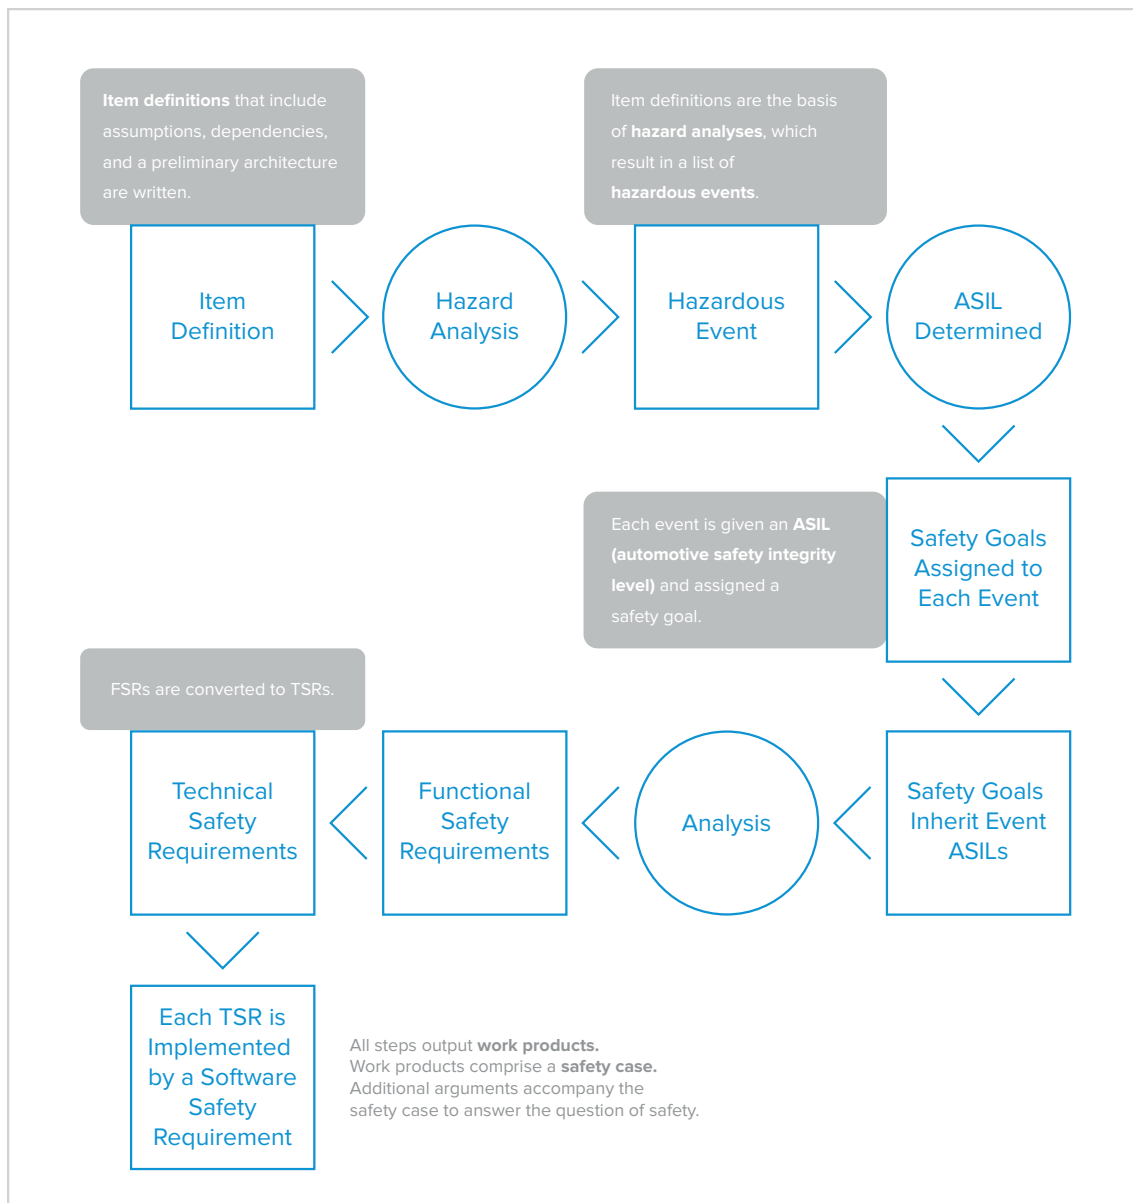 Item definitions that include
assumptions, dependencies,
and a preliminary architecture
are written.
Item definitions are the basis
of hazard analyses, which
result in a list of
hazardous events.
Item
Definition
Hazard
Analysis
Hazardous
Event
ASIL
Determined
Each event is given an ASIL
(automotive safety integrity
level) and assigned a
safety goal.
Safety Goals
Assigned to
Each Event
FSRs are converted to TSRs.
Technical
Safety
Requirements
Functional
Safety
Requirements
Analysis
Safety Goals
Inherit Event
ASILs
Each TSR is
Implemented
by a Software
Safety
Requirement
All steps output work products.
Work products comprise a safety case.
Additional arguments accompany the
safety case to answer the question of safety.